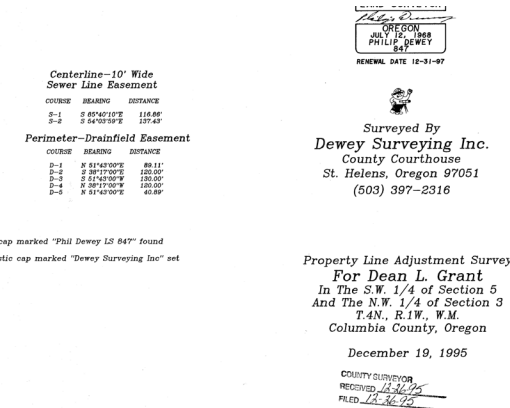 Centerline-10' Wide
Sewer Line Easement
COURSE BEARING DISTANCE
S-1 S 85°40'10"E 116.86'
S-2 S 54°03'59"E 137.43'
Perimeter-Drainfield Easement
COURSE BEARING DISTANCE
D-1 N 51°43'00"E 89.11'
D-2 S 38°17'00"E 120.00'
D-3 S 51°43'00"W 130.00'
D-4 N 38°17'00"W 120.00'
D-5 N 51°43'00"E 40.89'
cap marked "Phil Dewey LS 847" found
stic cap marked "Dewey Surveying Inc" set
OREGON
JULY 12, 1968
PHILIP DEWEY
847
RENEWAL DATE 12-31-97
Surveyed By
Dewey Surveying Inc.
County Courthouse
St. Helens, Oregon 97051
(503) 397-2316
Property Line Adjustment Survey
For Dean L. Grant
In The S.W. 1/4 of Section 5
And The N.W. 1/4 of Section 3
T.4N., R.1W., W.M.
Columbia County, Oregon
December 19, 1995
COUNTY SURVEYOR
RECEIVED 12-26-95
FILED 12-26-95